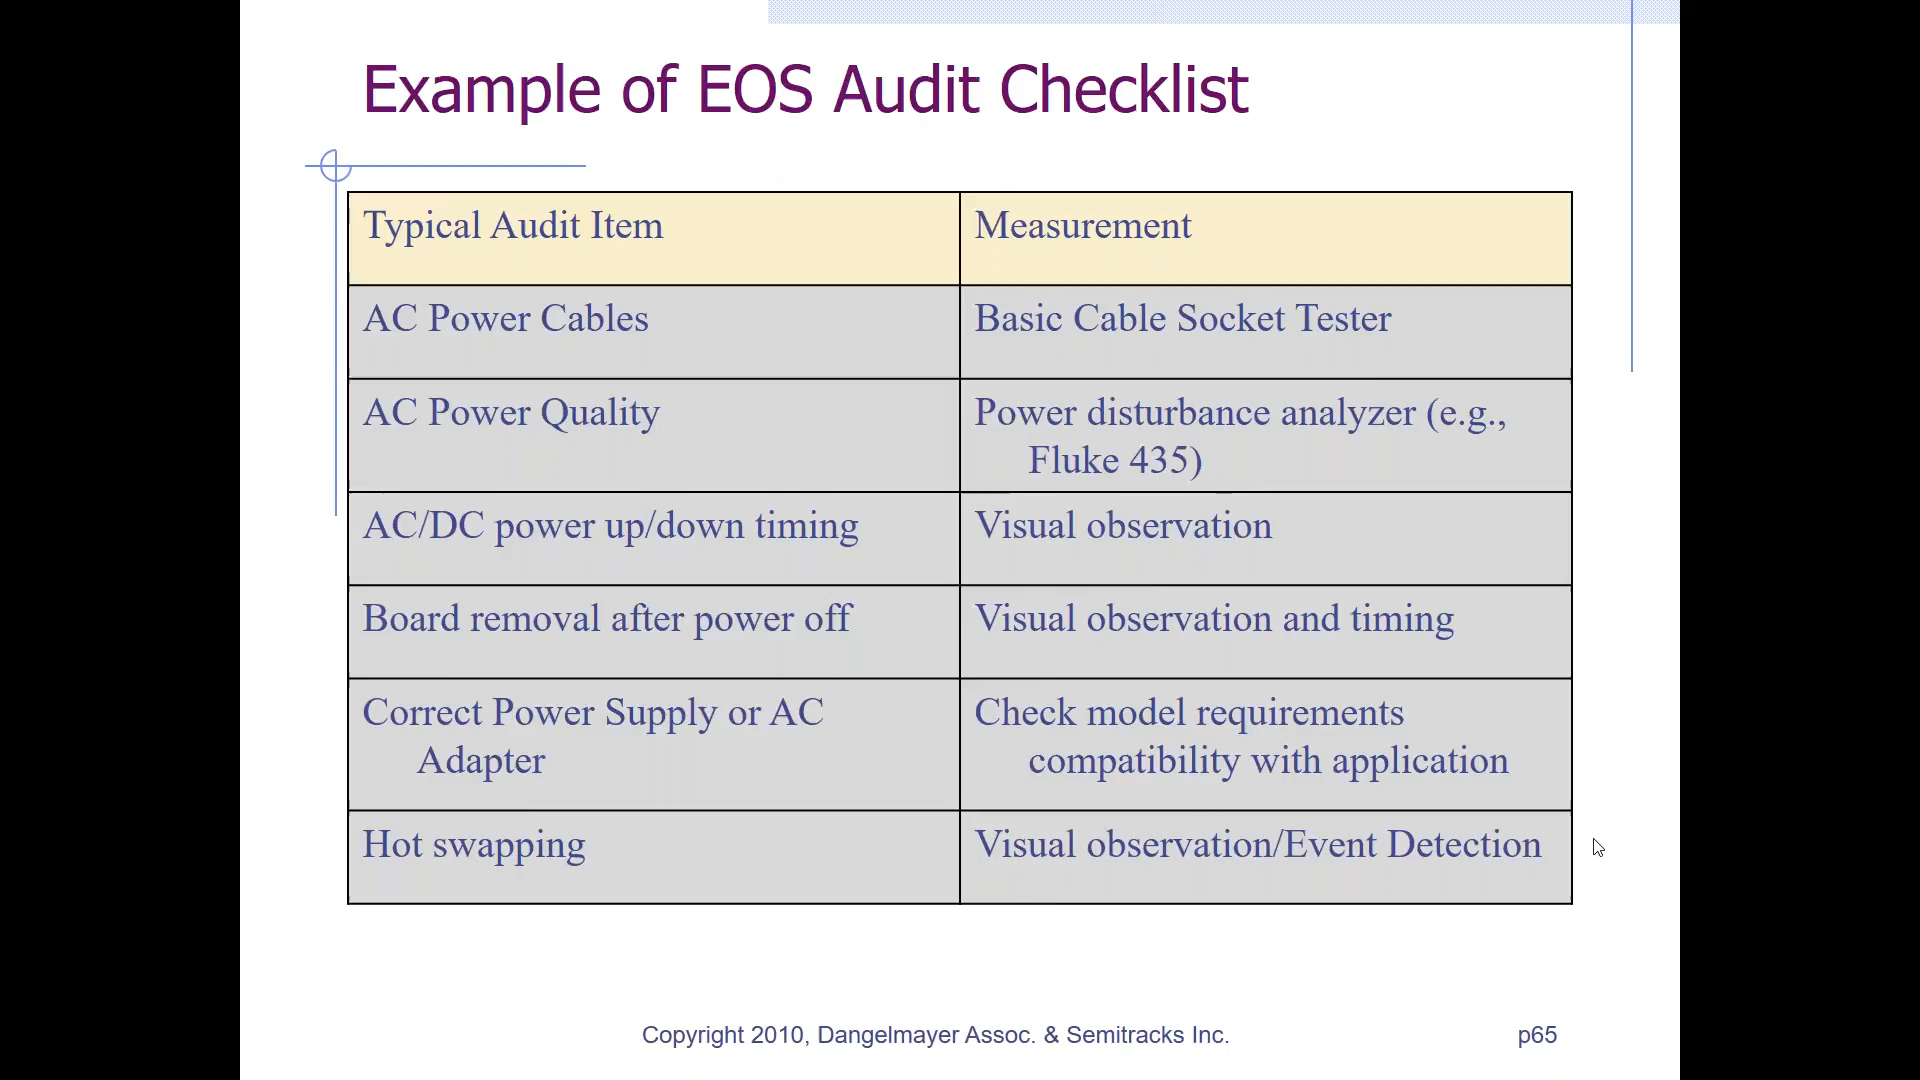 Example of EOS Audit Checklist
Typical Audit Item
Measurement
AC Power Cables
Basic Cable Socket Tester
AC Power Quality
Power disturbance analyzer (e.g.,
Fluke 435)
AC/DC power up/down timing
Visual observation
Board removal after power off
Visual observation and timing
Correct Power Supply or AC
Adapter
Check model requirements
compatibility with application
Hot swapping
Visual observation/Event Detection
Copyright 2010, Dangelmayer Assoc. & Semitracks Inc.
p65